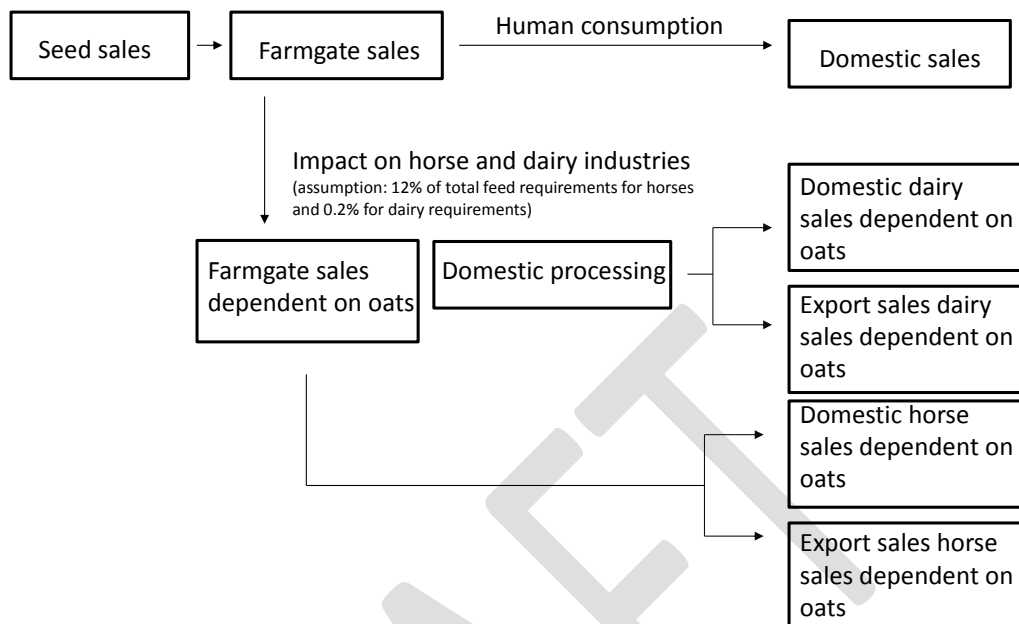 Seed sales
Farmgate sales
Human consumption
Domestic sales
Impact on horse and dairy industries
(assumption: 12% of total feed requirements for horses
and 0.2% for dairy requirements)
Farmgate sales
dependent on oats
Domestic processing
Domestic dairy
sales dependent on
oats
Export sales dairy
sales dependent on
oats
Domestic horse
sales dependent on
oats
Export sales horse
sales dependent on
oats